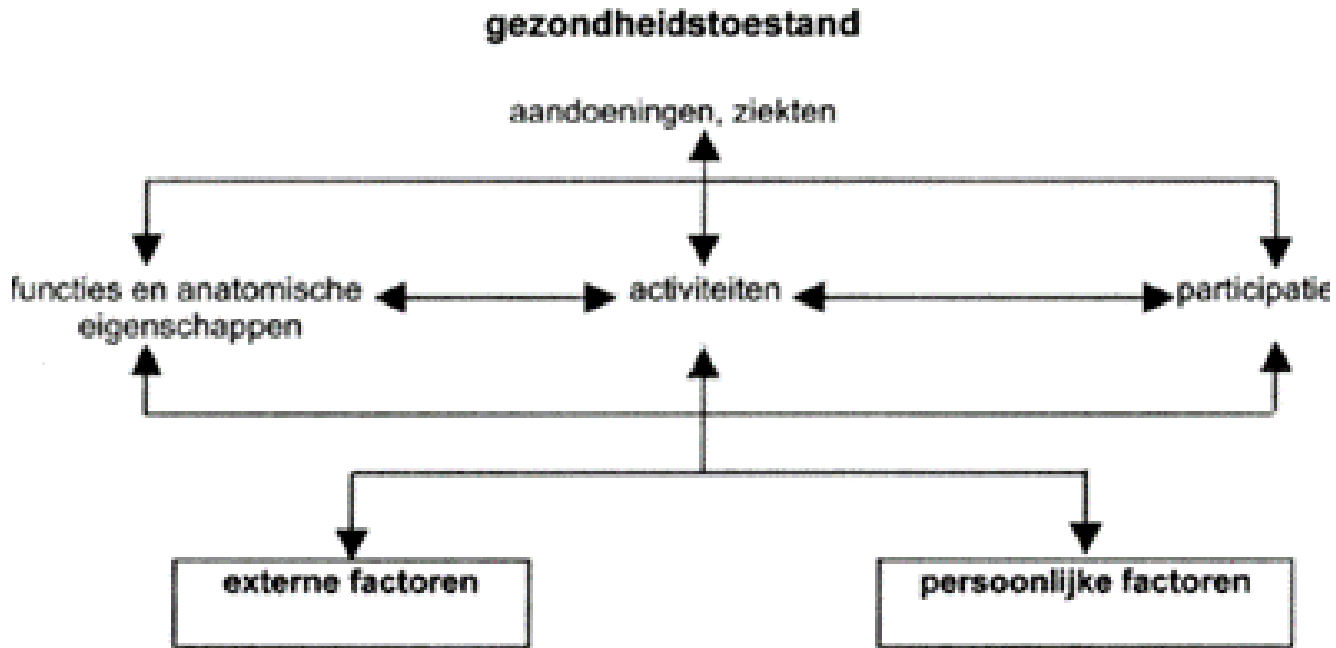 gezondheidstoestand
aandoeningen, ziekten
functies en anatomische
eigenschappen
activiteiten
participatie
externe factoren
persoonlijke factoren